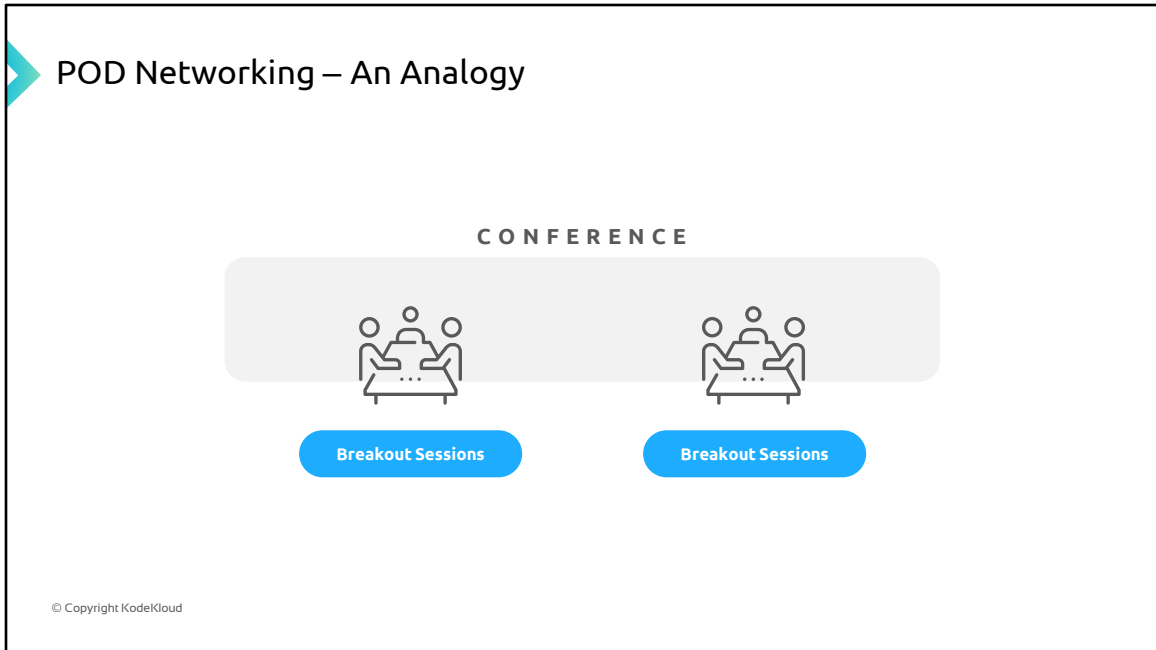 POD Networking – An Analogy
CONFERENCE
Breakout Sessions
Breakout Sessions
© Copyright KodeKloud